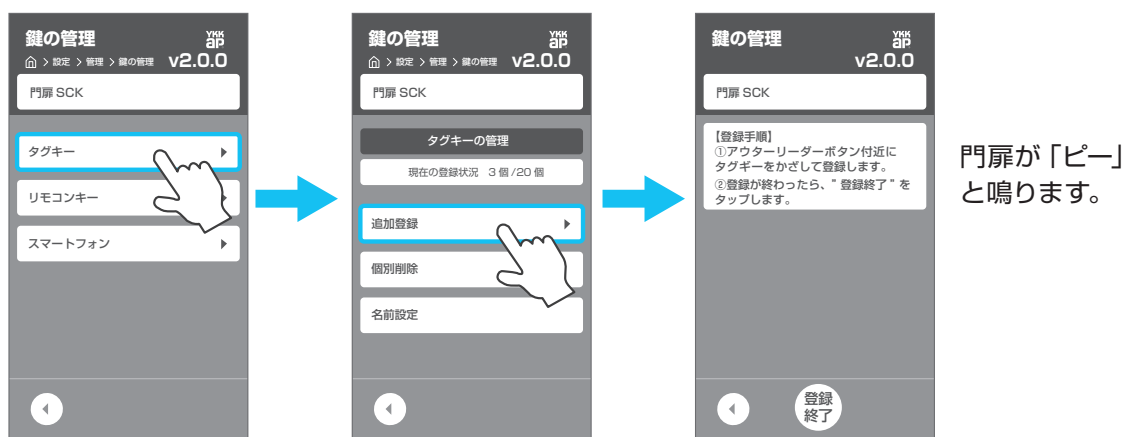 鍵の管理
YKK
ap
設定 > 管理 > 鍵の管理
v2.0.0
門扉 SCK
タグキー
リモコンキー
スマートフォン
鍵の管理
YKK
ap
設定 > 管理 > 鍵の管理
v2.0.0
門扉 SCK
タグキーの管理
現在の登録状況 3 個 /20 個
追加登録
個別削除
名前設定
鍵の管理
YKK
ap
v2.0.0
門扉 SCK
【登録手順】
①アウターリーダーボタン付近に
タグキーをかざして登録します。
②登録が終わったら、" 登録終了 " を
タップします。
登録
終了
門扉が「ピー」
と鳴ります。